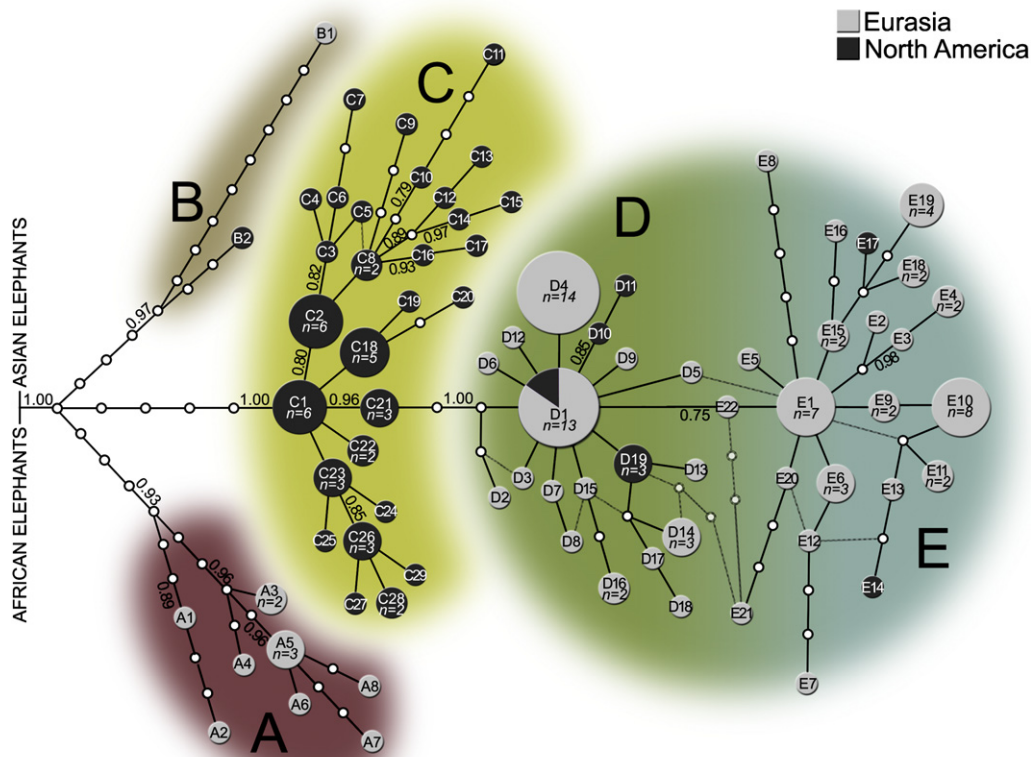 Eurasia
North America
B1
C11
C
C7
C9
C13
C10
C6
C4
C12
C15
C5
0.79
C14
B
D
E8
E19
n=4
E16
E17
B2
C3
C8
n=2
0.89
0.97
C16
C17
0.93
E18
n=2
0.82
D4
n=14
D11
C19
C20
E4
n=2
0.97
C2
n=6
D12
D10
E15
n=2
E2
E3
C18
n=5
0.85
D9
D6
E5
0.98
0.80
D5
ASIAN ELEPHANTS
1.00
1.00
C1
n=6
0.96
C21
n=3
1.00
D1
n=13
0.75
E22
E1
n=7
E9
n=2
E10
n=8
AFRICAN ELEPHANTS
C22
n=2
C23
n=3
D19
n=3
D13
D3
D7
D15
D2
E20
E6
n=3
E13
E11
n=2
0.93
0.85
C24
C25
C26
n=3
D8
D14
n=3
E12
E
D17
0.96
0.89
A3
n=2
C29
C27
C28
n=2
D16
n=2
D18
E21
E14
A1
0.96
A5
n=3
A4
A8
A6
A2
A
A7
E7